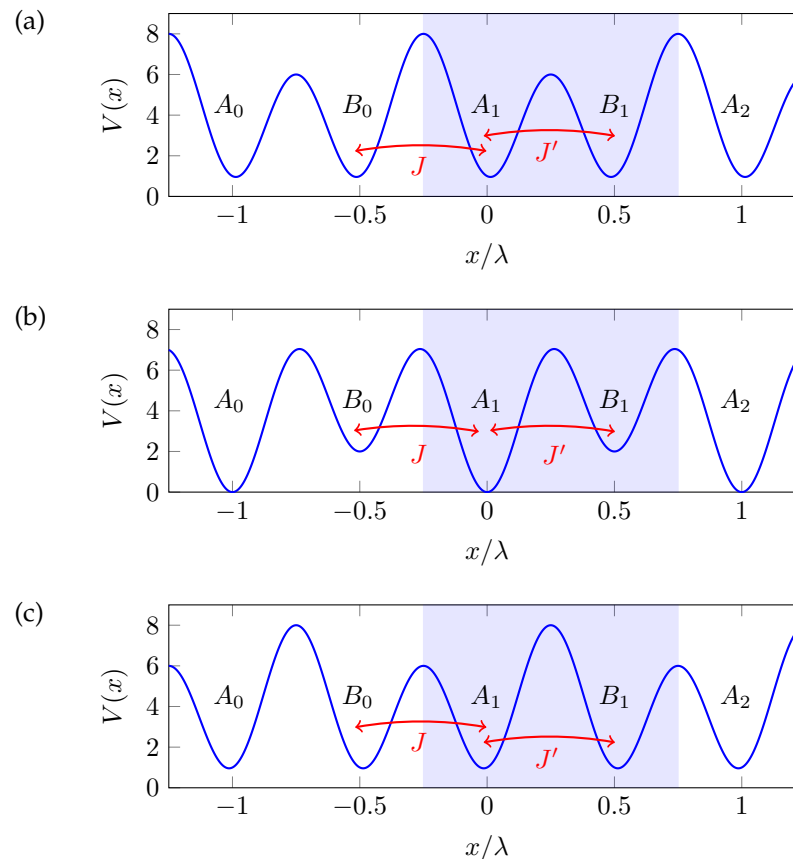 (a)
V(x)
8
6
4
2
0
A₀
B₀
A₁
B₁
A₂
J
J′
−1
−0.5
0
0.5
1
x/λ
(b)
V(x)
8
6
4
2
0
A₀
B₀
A₁
B₁
A₂
J
J′
−1
−0.5
0
0.5
1
x/λ
(c)
V(x)
8
6
4
2
0
A₀
B₀
A₁
B₁
A₂
J
J′
−1
−0.5
0
0.5
1
x/λ